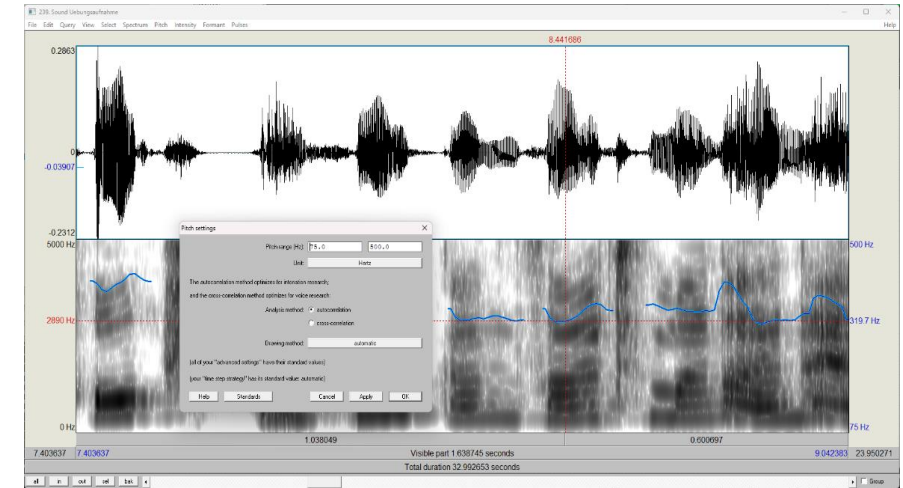 239. Sound Uebungsaufnahme
File Edit Query View Select Spectrum Pitch Intensity Formant Pulses Help
8.441686
0.2863
0
-0.03907
-0.2312
5000 Hz
500 Hz
2890 Hz
319.7 Hz
0 Hz
75 Hz
Pitch settings
Pitch range (Hz): 75.0 500.0
Unit: Hertz
The autocorrelation method optimizes for intonation research,
and the cross-correlation method optimizes for voice research:
Analysis method: autocorrelation
cross-correlation
Drawing method: automatic
(all of your "advanced settings" have their standard values)
(your "time step strategy" has its standard value: automatic)
Help Standards Cancel Apply OK
1.038049 0.600697
7.403637 7.403637 Visible part 1.638745 seconds 9.042383 23.950271
Total duration 32.992653 seconds
all in out sel bak Group